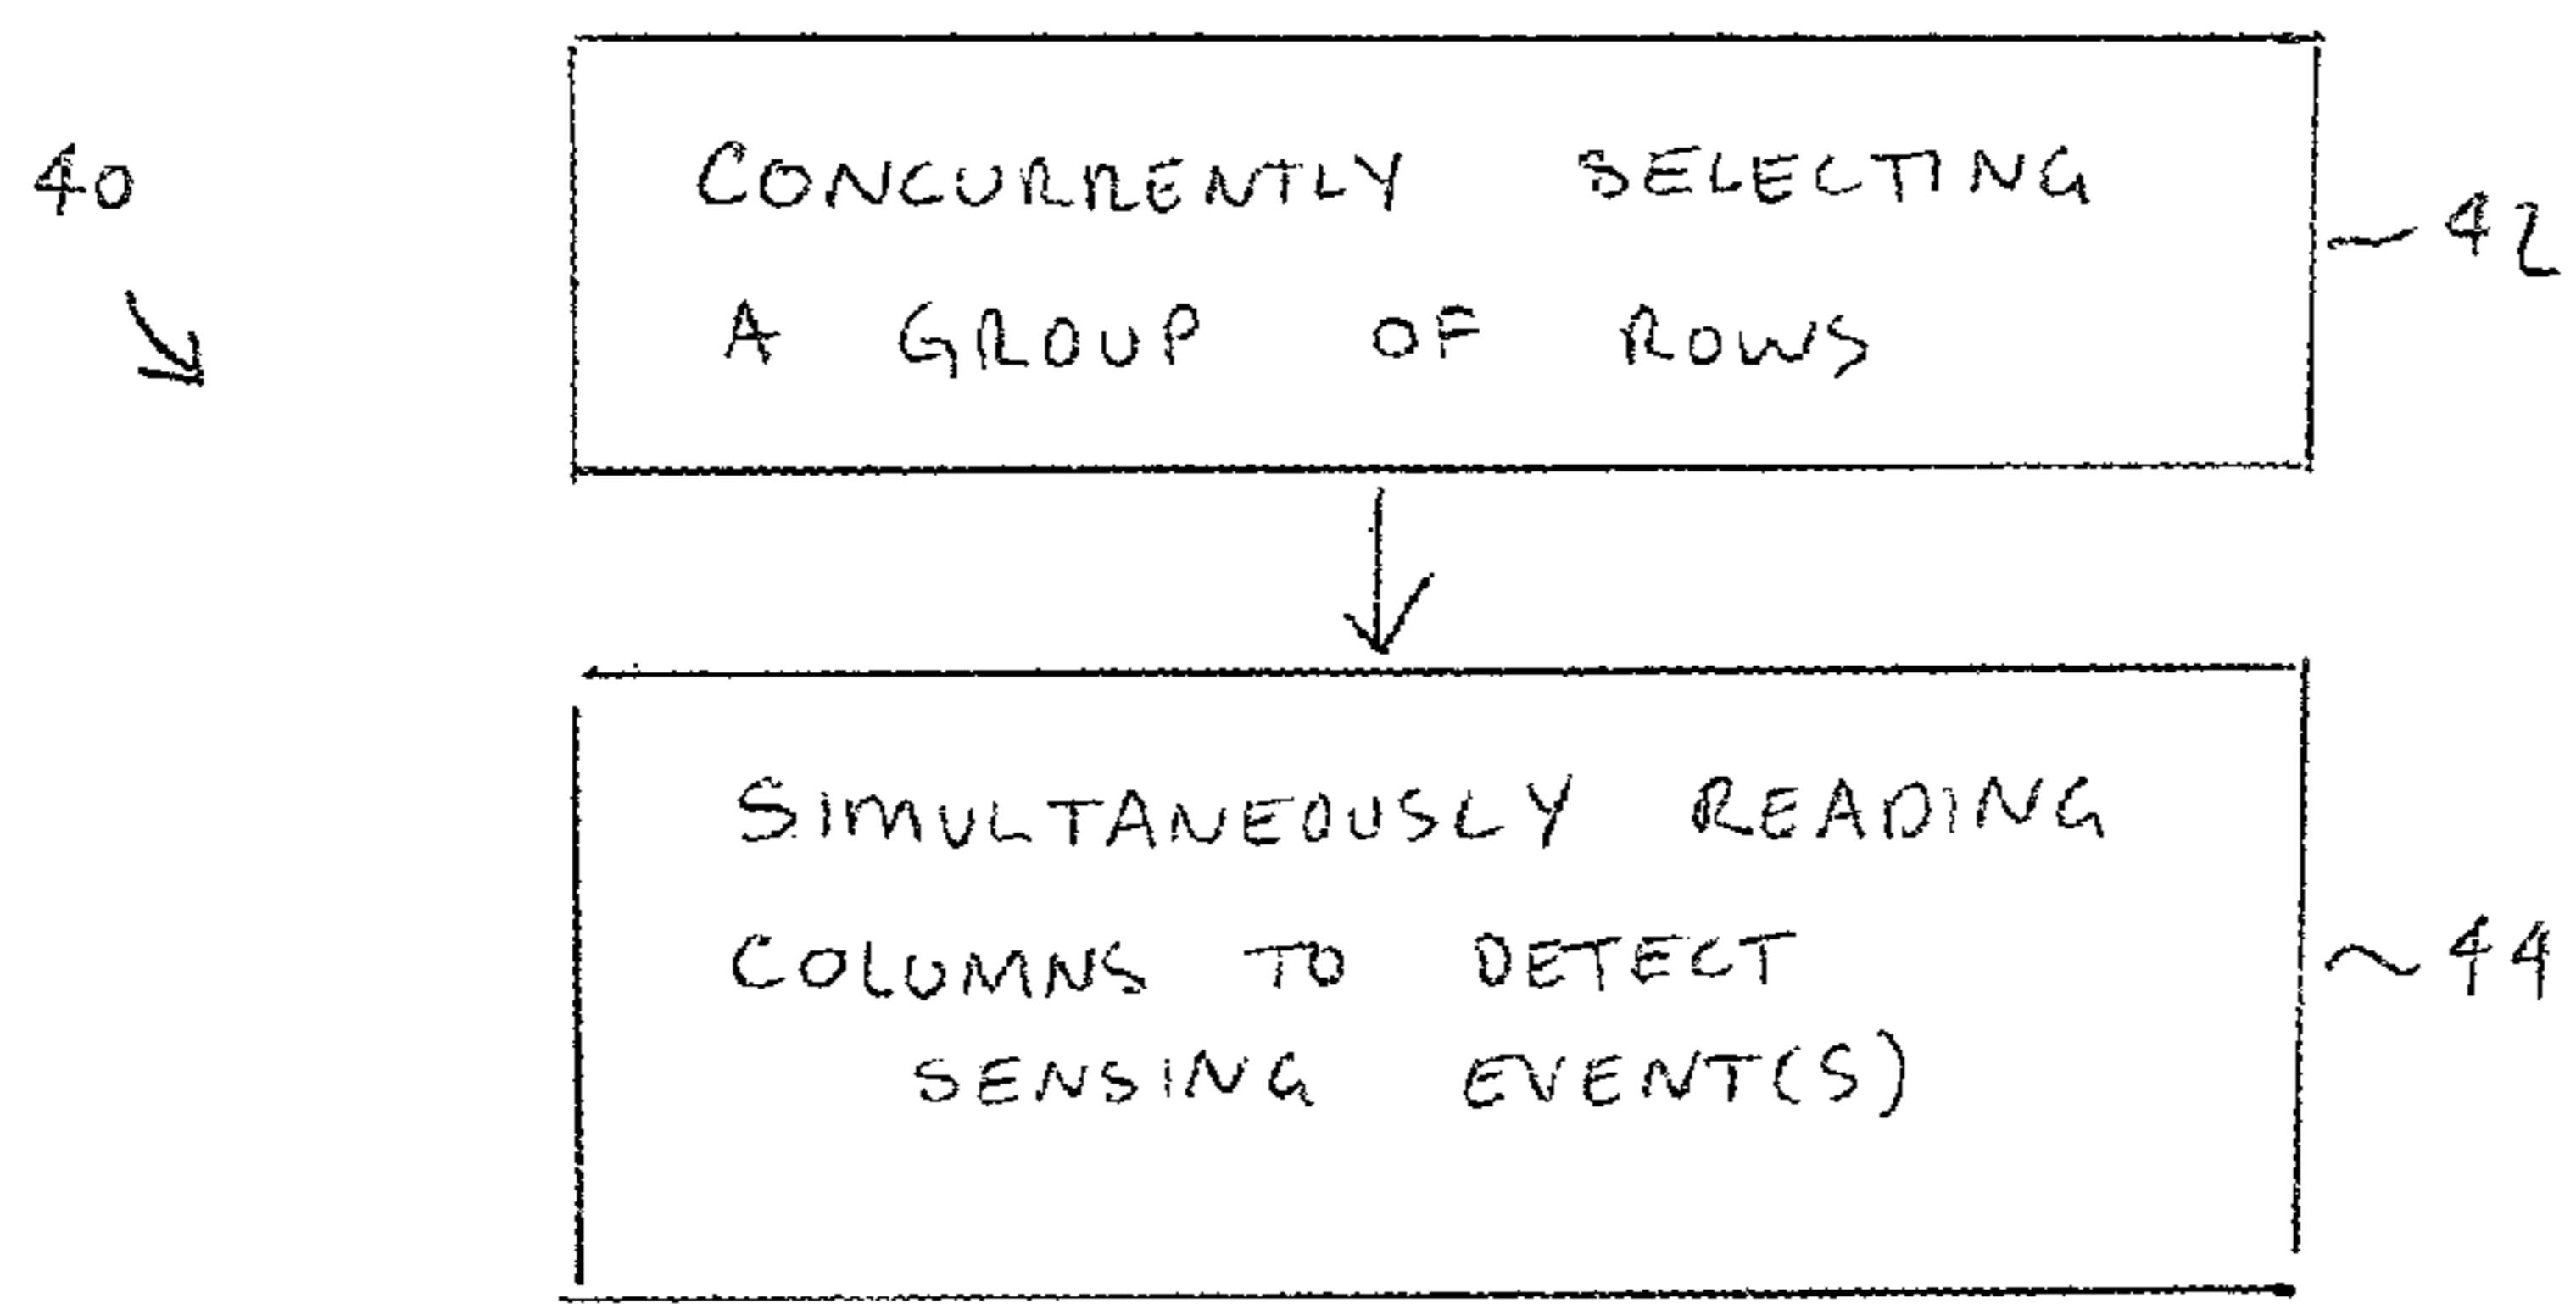 40
CONCURRENTLY SELECTING
A GROUP OF ROWS
42
SIMULTANEOUSLY READING
COLUMNS TO DETECT
SENSING EVENT(S)
44